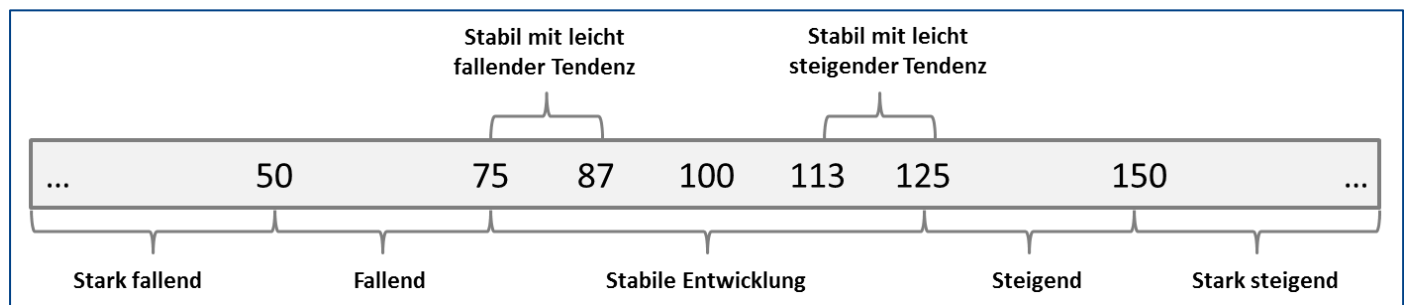 Stabil mit leicht
fallender Tendenz
Stabil mit leicht
steigender Tendenz
... 50 75 87 100 113 125 150 ...
Stark fallend Fallend Stabile Entwicklung Steigend Stark steigend